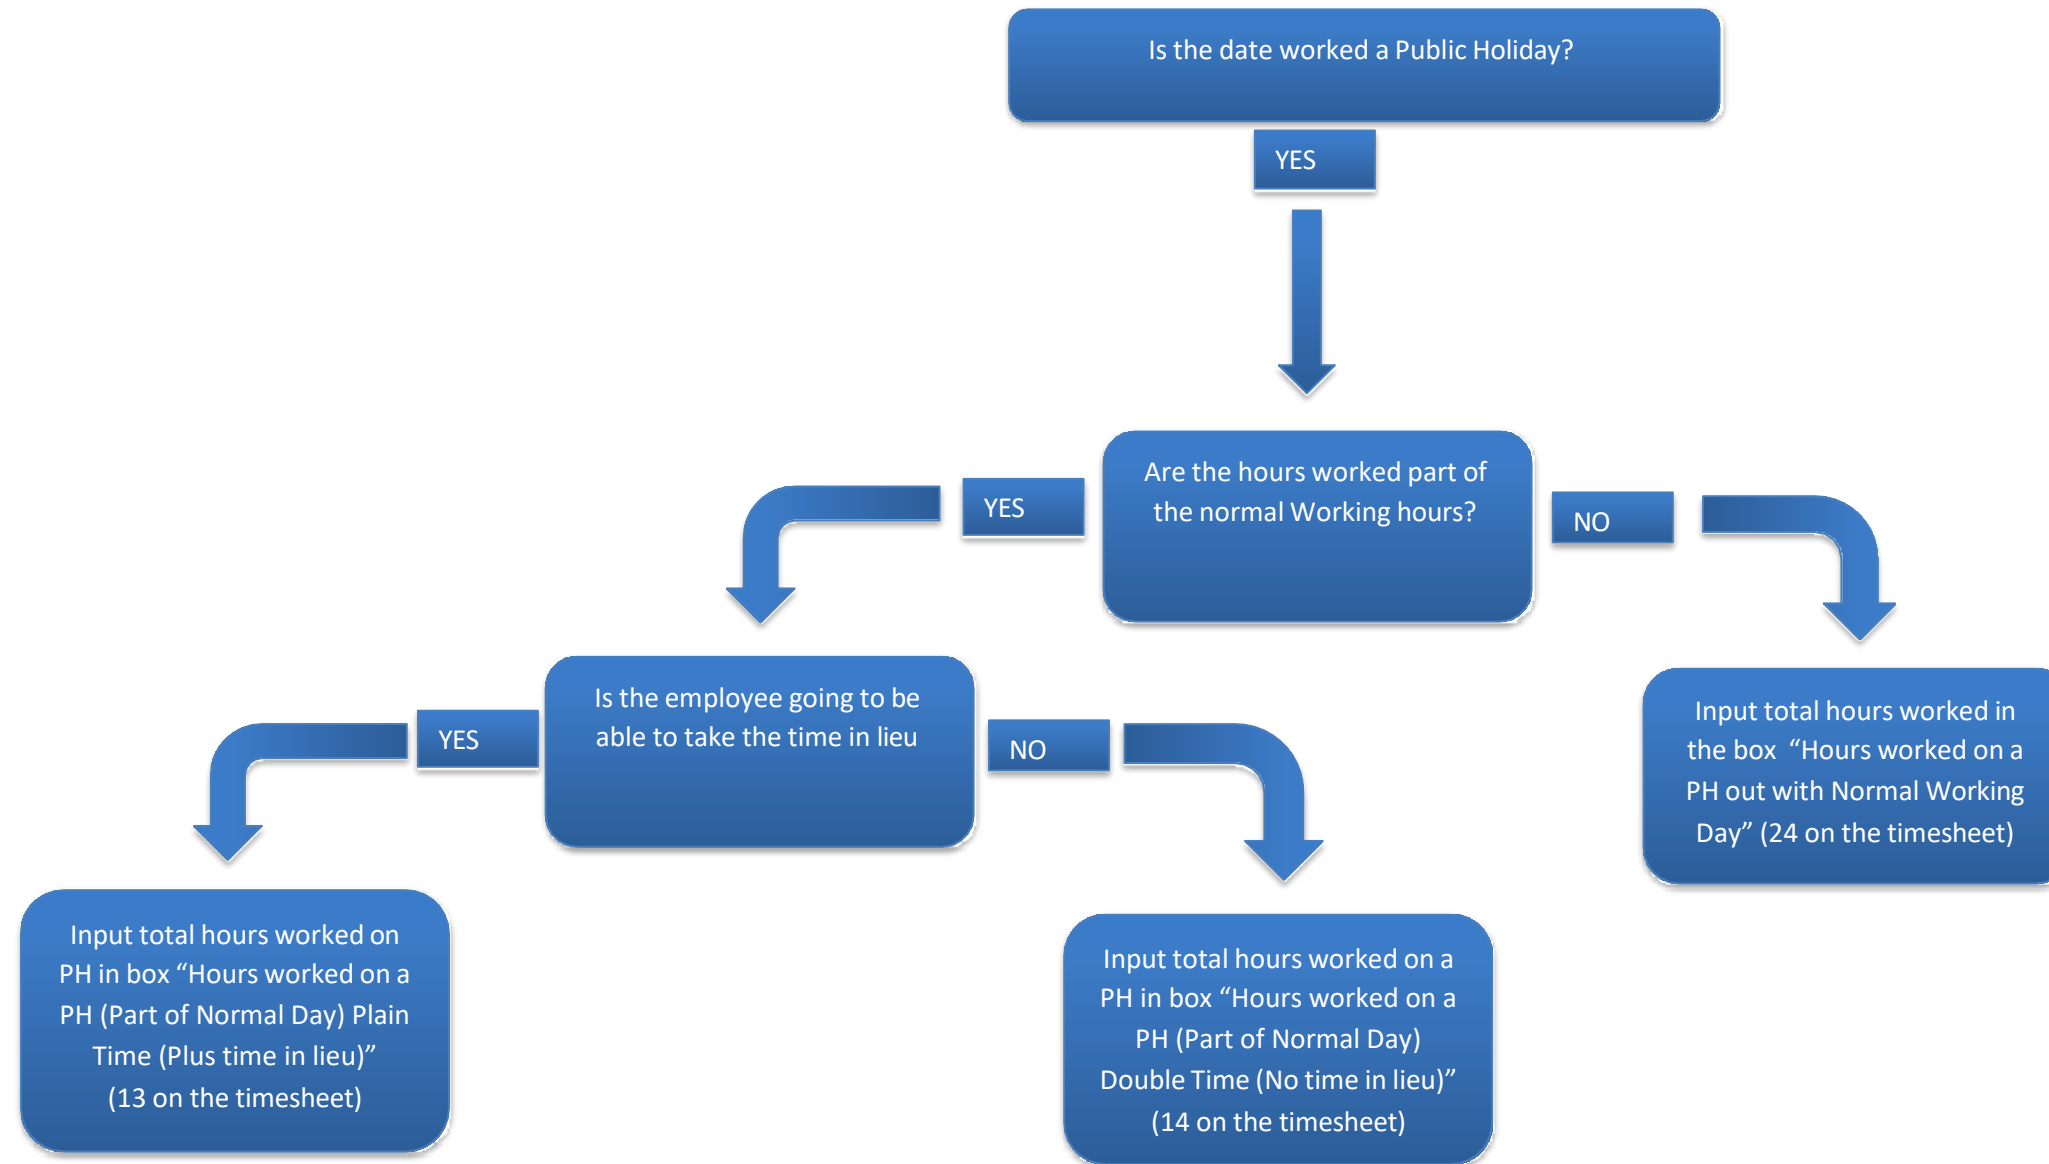 Is the date worked a Public Holiday?
YES
Are the hours worked part of
the normal Working hours?
YES
NO
Is the employee going to be
able to take the time in lieu
YES
NO
Input total hours worked in
the box  “Hours worked on a
PH out with Normal Working
Day” (24 on the timesheet)
Input total hours worked on
PH in box “Hours worked on a
PH (Part of Normal Day) Plain
Time (Plus time in lieu)”
(13 on the timesheet)
Input total hours worked on a
PH in box “Hours worked on a
PH (Part of Normal Day)
Double Time (No time in lieu)”
(14 on the timesheet)